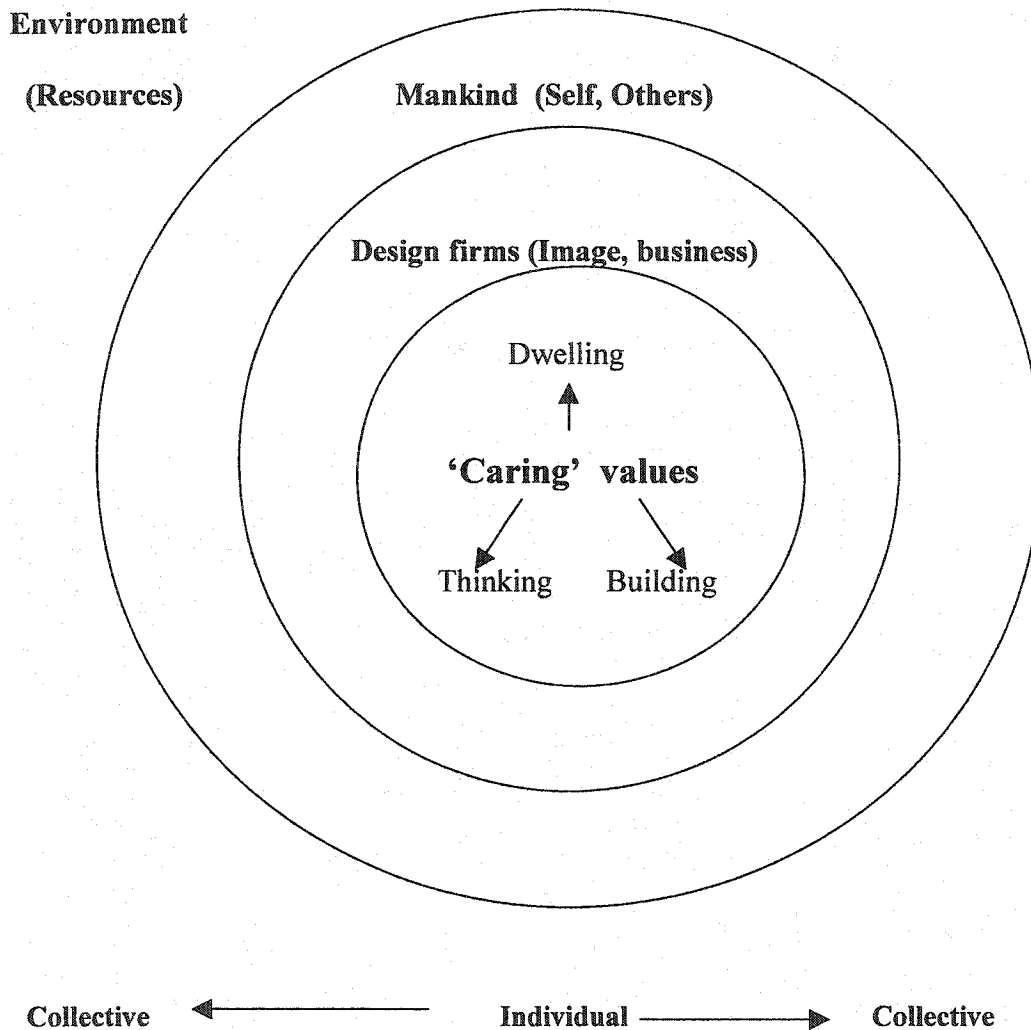 Environment
(Resources)
Mankind (Self, Others)
Design firms (Image, business)
Dwelling
‘Caring’ values
Thinking Building
Collective Individual Collective